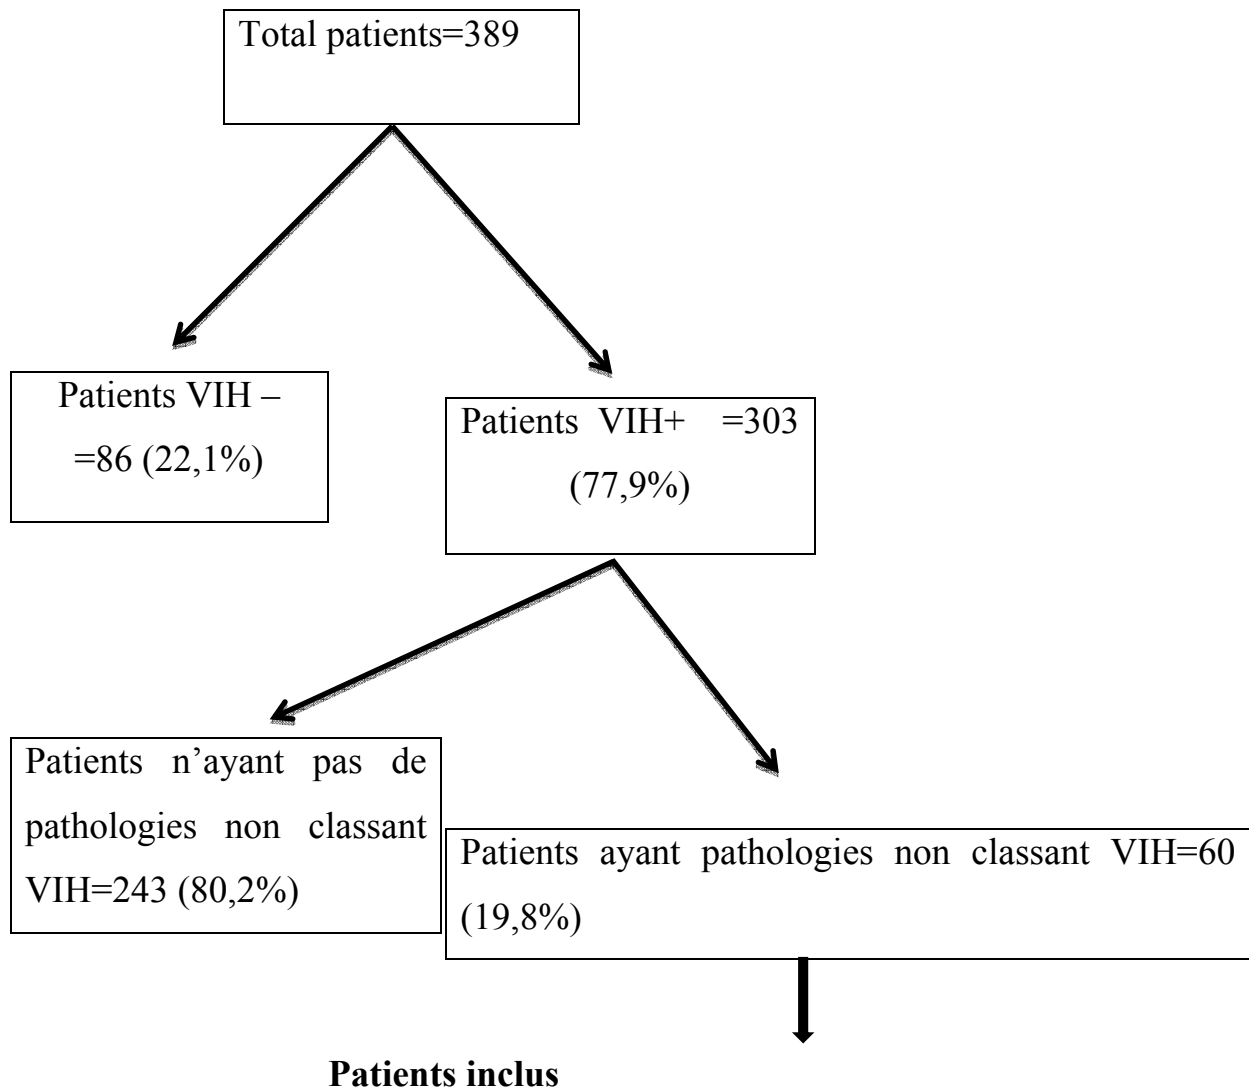 Total patients=389
Patients VIH –
=86 (22,1%)
Patients VIH+ =303
(77,9%)
Patients n’ayant pas de
pathologies non classant
VIH=243 (80,2%)
Patients ayant pathologies non classant VIH=60
(19,8%)
Patients inclus